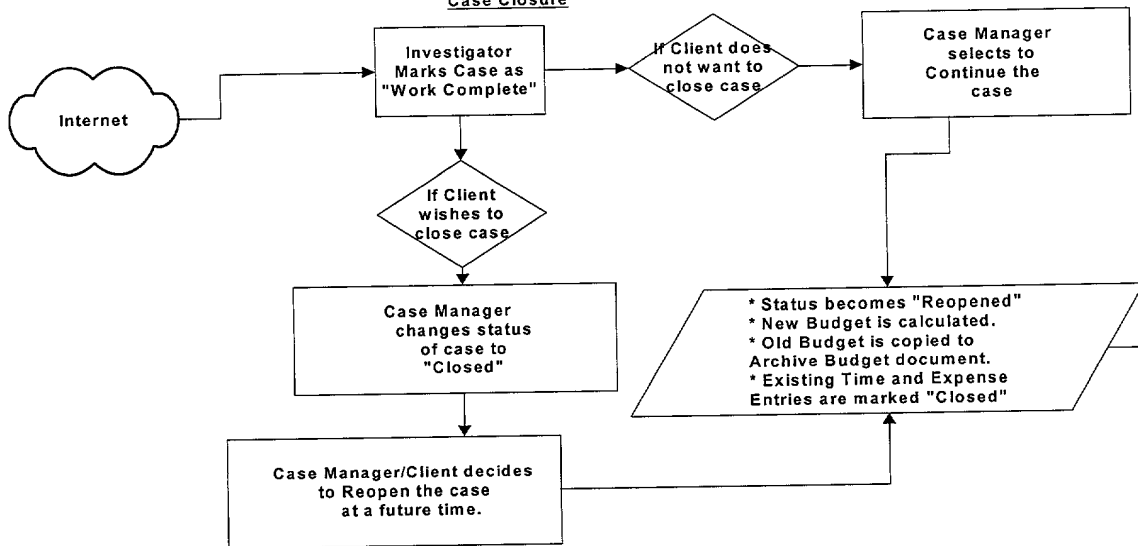 Case Closure
Internet
Investigator
Marks Case as
"Work Complete"
If Client does
not want to
close case
Case Manager
selects to
Continue the
case
If Client
wishes to
close case
Case Manager
changes status
of case to
"Closed"
* Status becomes "Reopened"
* New Budget is calculated.
* Old Budget is copied to
Archive Budget document.
* Existing Time and Expense
Entries are marked "Closed"
Case Manager/Client decides
to Reopen the case
at a future time.